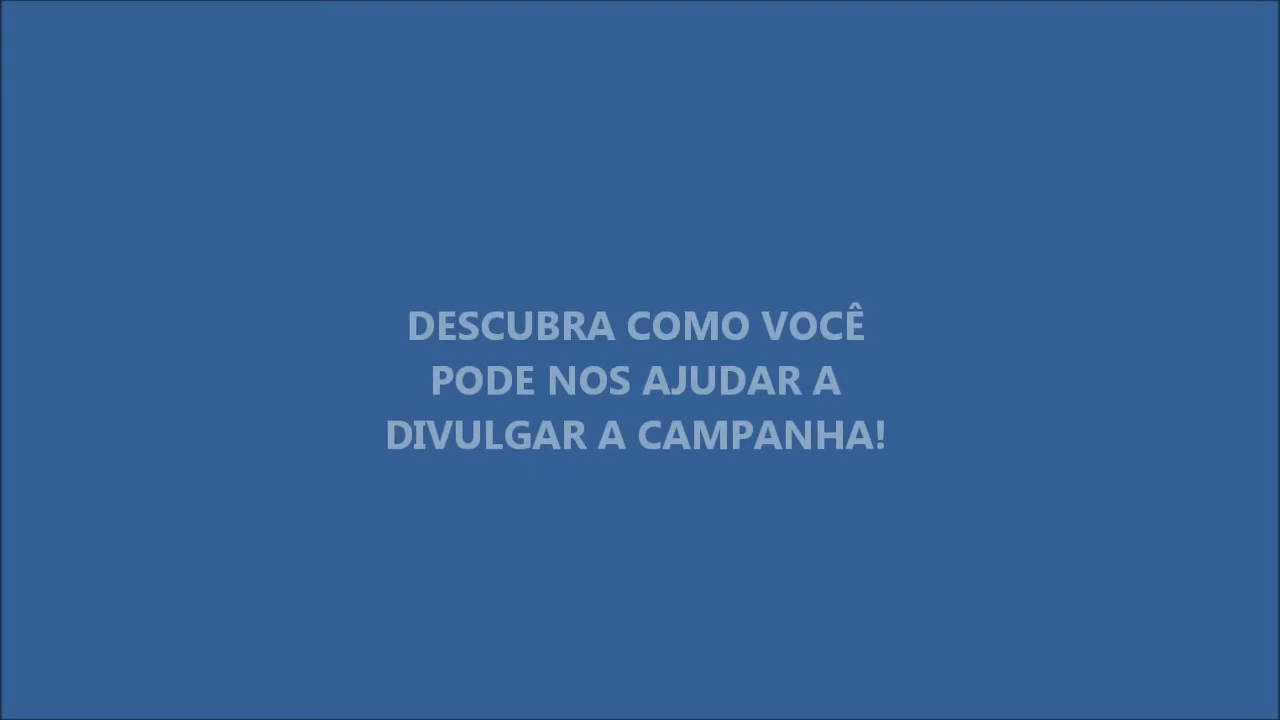 DESCUBRA COMO VOCÊ
PODE NOS AJUDAR A
DIVULGAR A CAMPANHA!